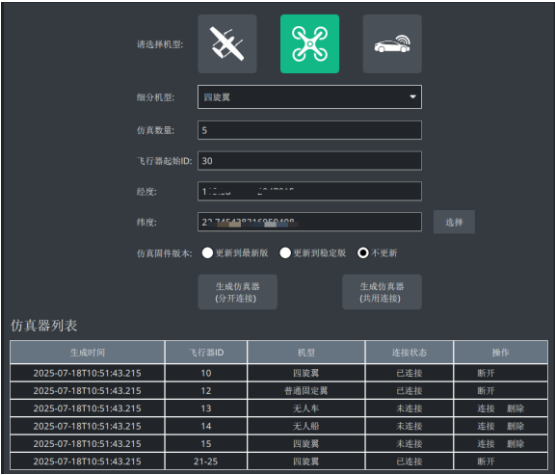 请选择机型:
细分机型: 四旋翼
仿真数量: 5
飞行器起始ID: 30
经度:
纬度: 选择
仿真固件版本: 更新到最新版 更新到稳定版 不更新
生成仿真器 生成仿真器
(分开连接) (共用连接)
仿真器列表
生成时间 飞行器ID 机型 连接状态 操作
2025-07-18T10:51:43.215 10 四旋翼 已连接 断开
2025-07-18T10:51:43.215 12 普通固定翼 已连接 断开
2025-07-18T10:51:43.215 13 无人车 未连接 连接 删除
2025-07-18T10:51:43.215 14 无人船 未连接 连接 删除
2025-07-18T10:51:43.215 15 四旋翼 未连接 连接 删除
2025-07-18T10:51:43.215 21-25 四旋翼 已连接 断开